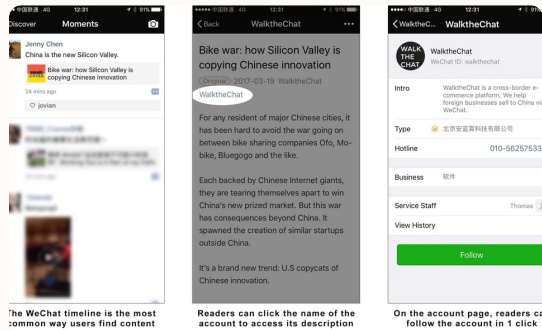 中国联通 4G 12:31 91%
Discover Moments
Jenny Chen
China is the new Silicon Valley.
Bike war: how Silicon Valley is
copying Chinese innovation
24 mins ago
jovian
The WeChat timeline is the most
common way users find content
中国联通 4G 12:31 91%
Back WalktheChat
Bike war: how Silicon Valley is
copying Chinese innovation
Original 2017-03-19 WalktheChat
WalktheChat
For any resident of major Chinese cities, it
has been hard to avoid the war going on
between bike sharing companies Ofo, Mo-
bike, Bluegogo and the like.
Each backed by Chinese Internet giants,
they are tearing themselves apart to win
China's new prized market. But this war
has consequences beyond China. It
spawned the creation of similar startups
outside China.
It's a brand new trend: U.S copycats of
Chinese innovation.
Readers can click the name of the
account to access its description
中国联通 4G 12:31 91%
WalktheC... WalktheChat
WALK
THE
CHAT
WalktheChat
WeChat ID: walkthechat
Intro
WalktheChat is a cross-border e-
commerce platform. We help
foreign businesses sell to China via
WeChat.
Type 北京安蓝富科技有限公司
Hotline 010-56257533
Business 软件
Service Staff Thomas
View History
Follow
On the account page, readers ca
follow the account in 1 click